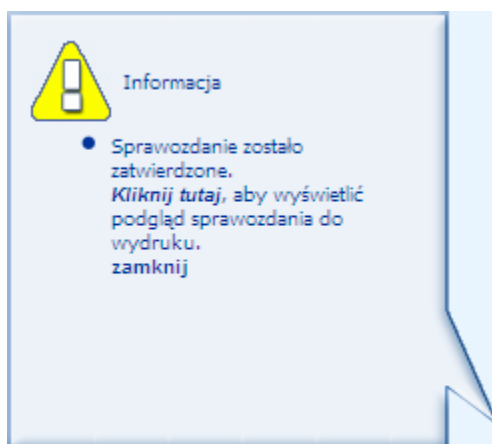 Informacja
Sprawozdanie zostało
zatwierdzone.
Kliknij tutaj, aby wyświetlić
podgląd sprawozdania do
wydruku.
zamknij